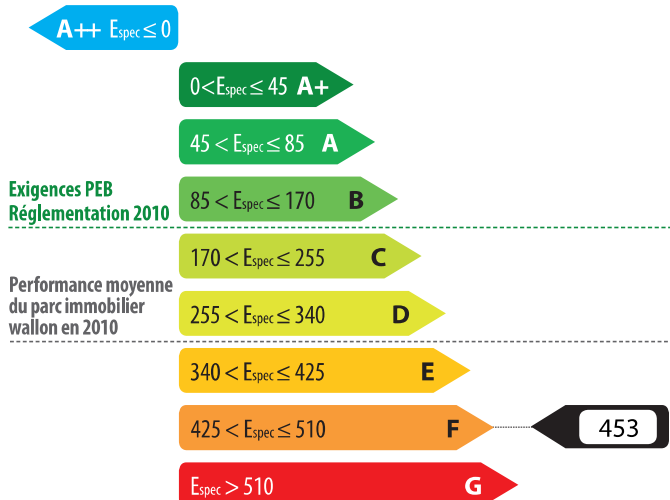 A++ Espec ≤ 0
0 < Espec ≤ 45 A+
45 < Espec ≤ 85 A
Exigences PEB
Réglementation 2010
85 < Espec ≤ 170 B
170 < Espec ≤ 255 C
Performance moyenne
du parc immobilier
wallon en 2010
255 < Espec ≤ 340 D
340 < Espec ≤ 425 E
425 < Espec ≤ 510 F
453
Espec > 510 G